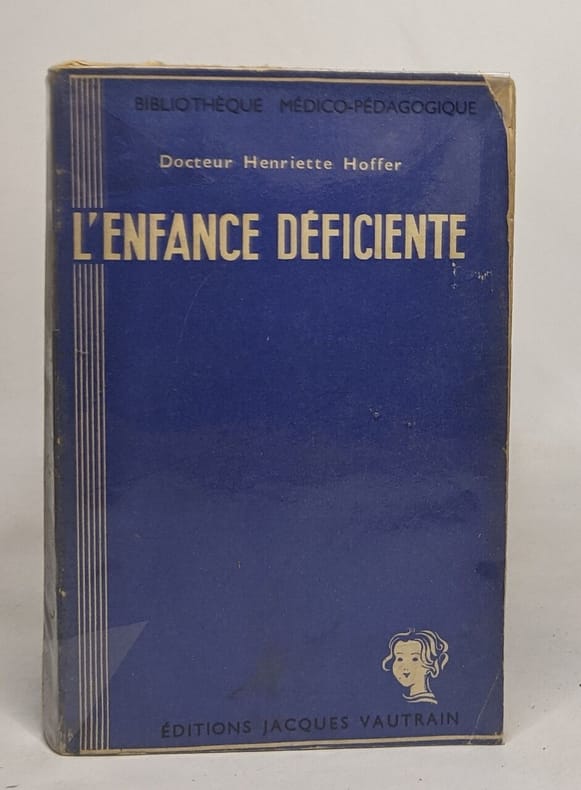 BIBLIOTHÈQUE MÉDICO-PÉDAGOGIQUE
Docteur Henriette Hoffer
L'ENFANCE DÉFICIENTE
ÉDITIONS JACQUES VAUTRAIN